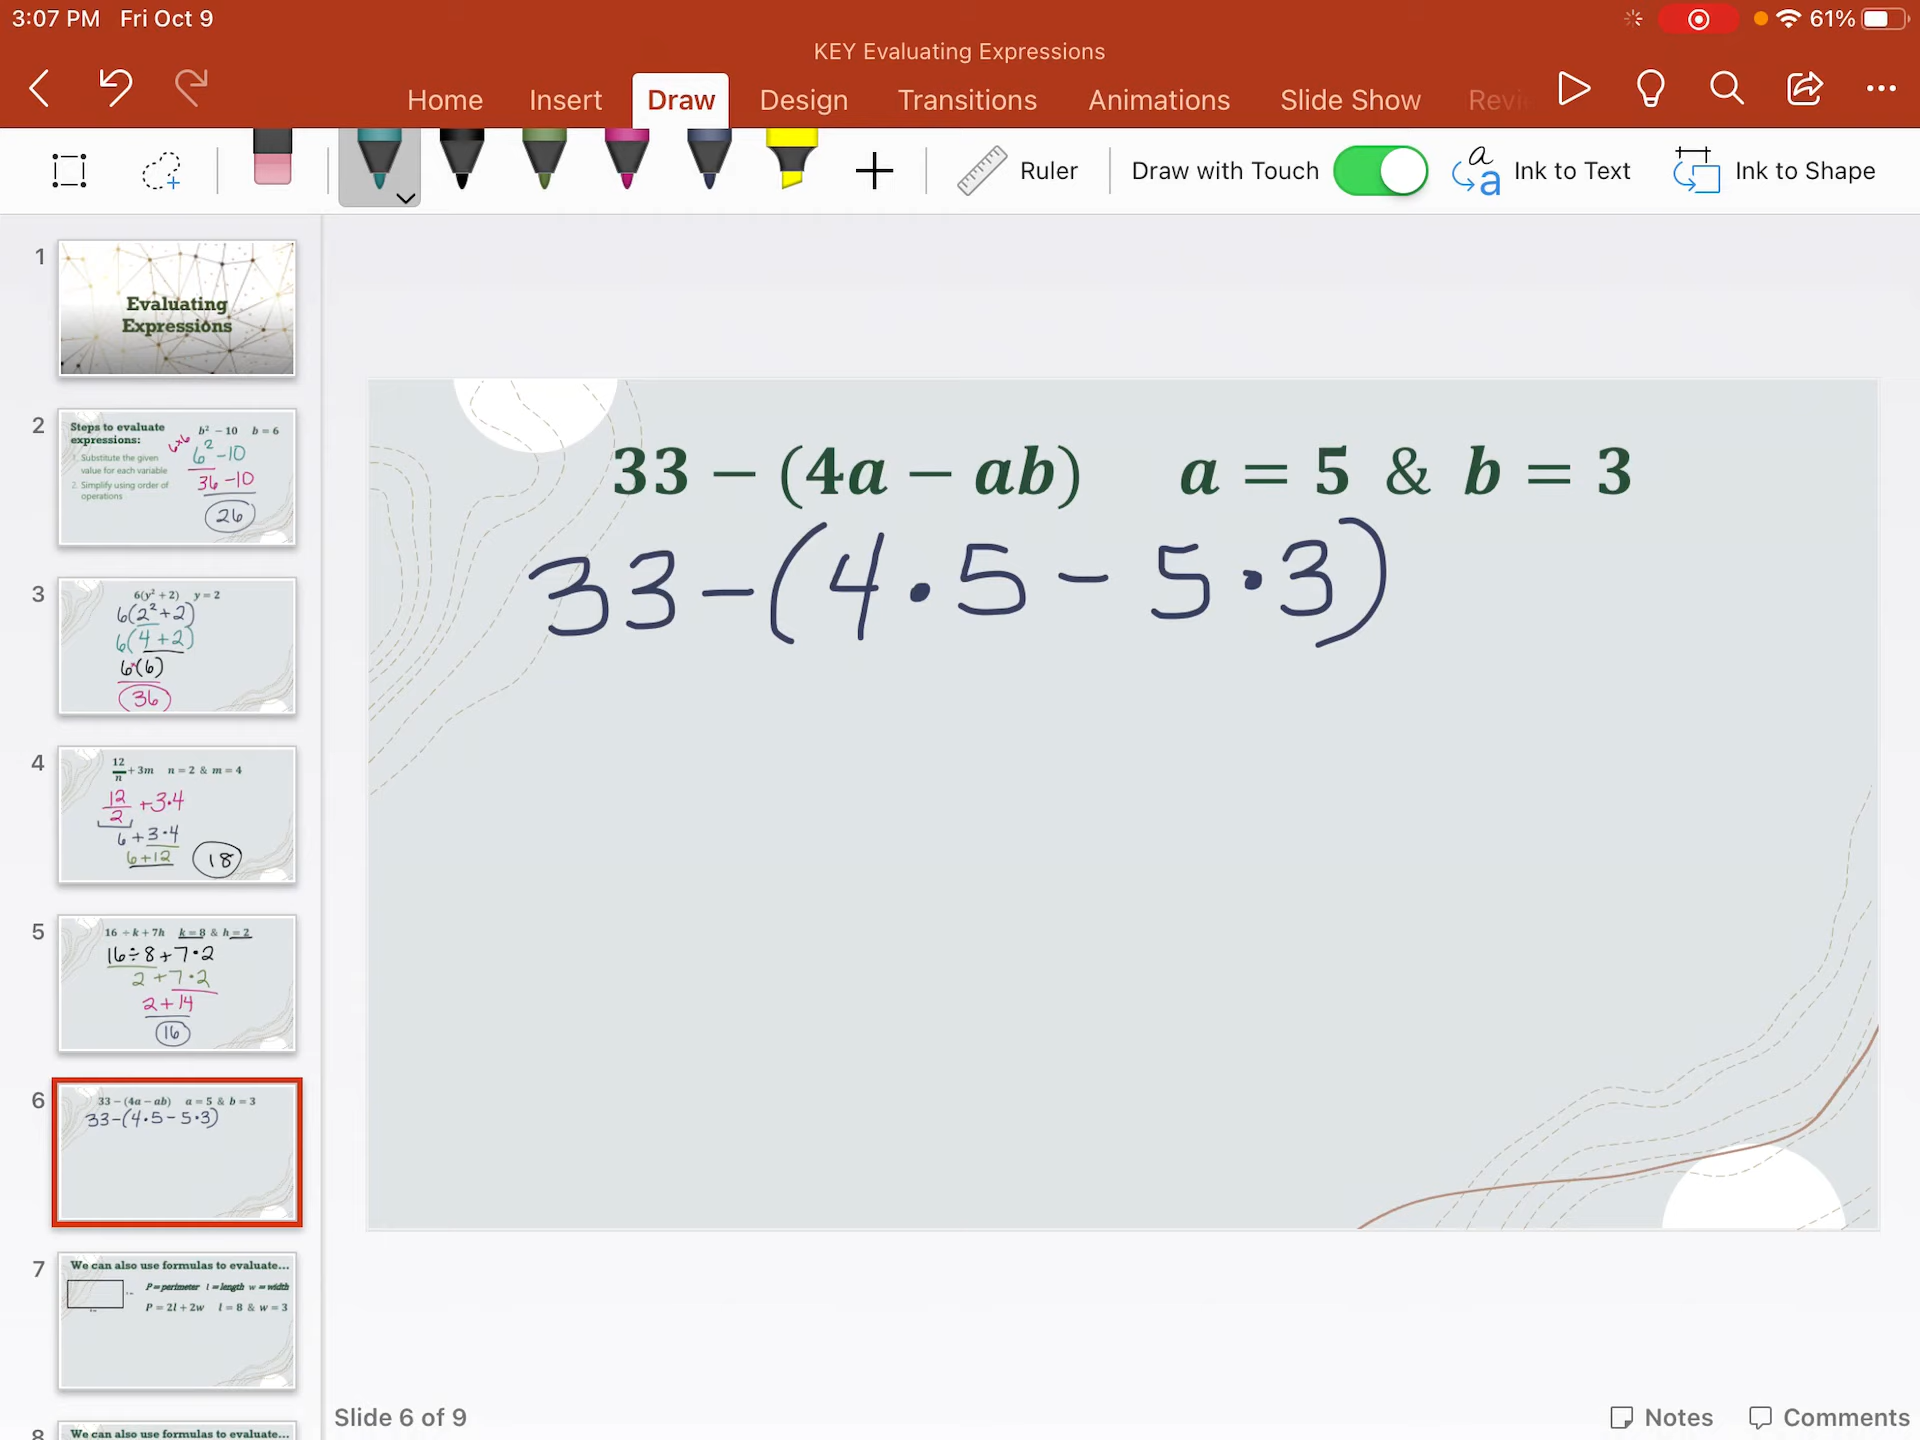 3:07 PM Fri Oct 9
61%
KEY Evaluating Expressions
Home Insert Draw Design Transitions Animations Slide Show Revi
Ruler Draw with Touch a a Ink to Text Ink to Shape
1
Evaluating
Expressions
2
Steps to evaluate
expressions:
1. Substitute the given
value for each variable
2. Simplify using order of
operations
b² − 10 b = 6
6×6
6² -10
36 -10
26
3
6(y² + 2) y = 2
6(2²+2)
6(4+2)
6•(6)
36
4
12/n + 3m n = 2 & m = 4
12/2 +3•4
6+3•4
6+12
18
5
16 ÷ k + 7h k = 8 & h = 2
16÷8+7•2
2+7•2
2+14
16
6
33 − (4a − ab) a = 5 & b = 3
33-(4•5-5•3)
7
We can also use formulas to evaluate...
P = perimeter l = length w = width
P = 2l + 2w l = 8 & w = 3
8
We can also use formulas to evaluate...
33 − (4a − ab) a = 5 & b = 3
33-(4•5-5•3)
Slide 6 of 9
Notes Comments